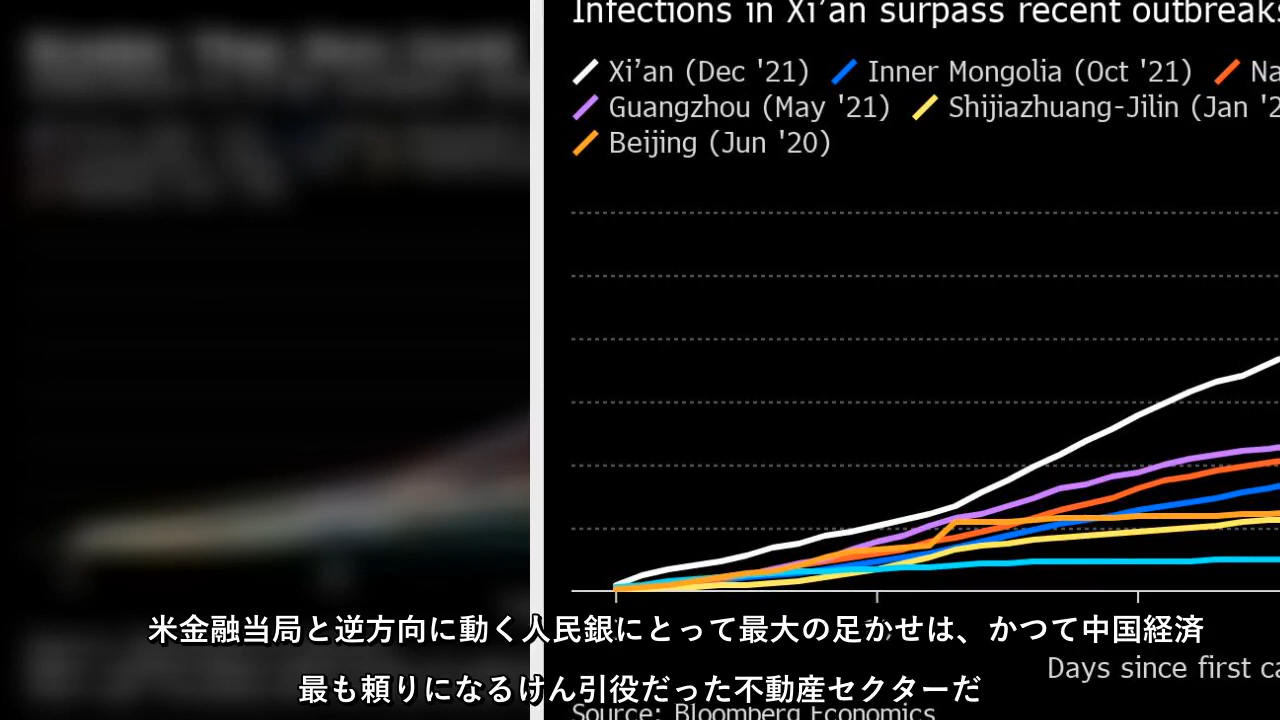 Infections in Xi'an surpass recent outbreaks
Xi'an (Dec '21) Inner Mongolia (Oct '21)
Guangzhou (May '21) Shijiazhuang-Jilin (Jan
Beijing (Jun '20)
米金融当局と逆方向に動く人民銀にとって最大の足かせは、かつて中国経済
Days since first
最も頼りになるけん引役だった不動産セクターだ
Source: Bloomberg Economics